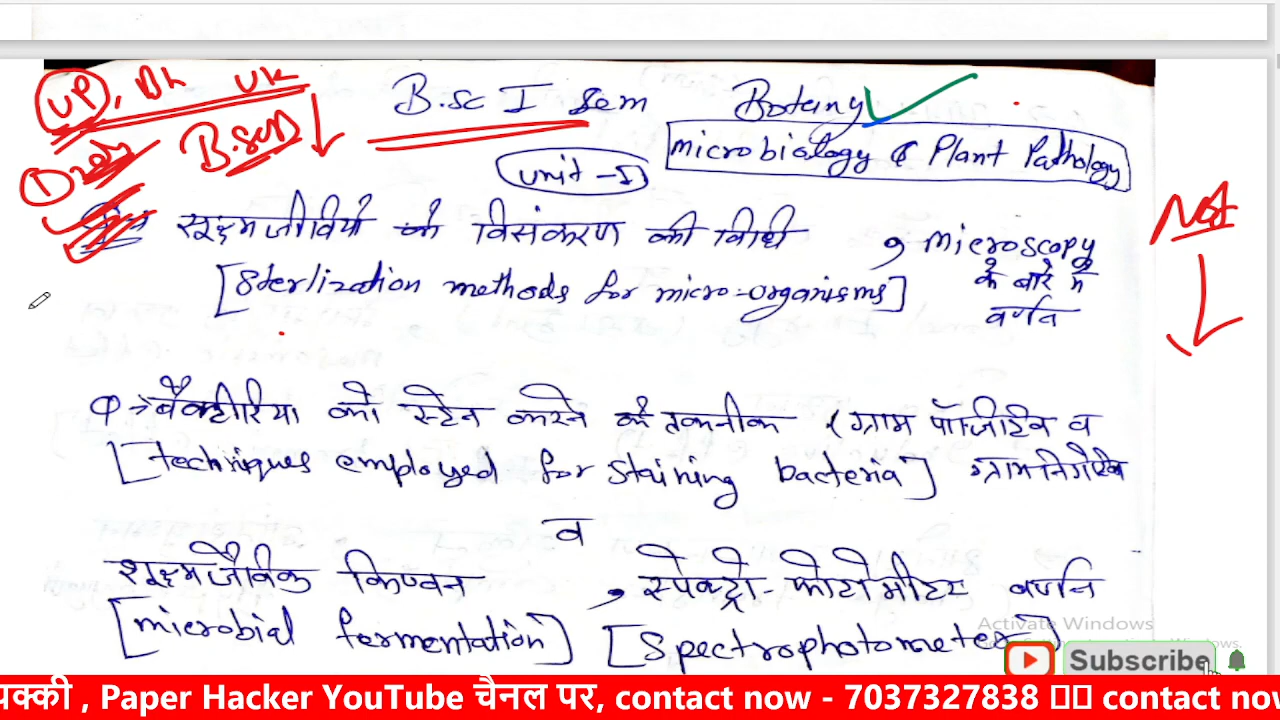 UP, BR UK
B.sc I sem Botany
B.Sc
microbiology & Plant Pathology
unit - I
सूक्ष्मजीवियों के विसंकरण की विधी , microscopy
के बारे में
वर्णन
[sterlization methods for micro-organisms]
Not
Q → बैक्टीरिया को स्टेन करने के तकनीक (ग्राम पॉजिटिव व
[techniques employed for staining bacteria] ग्राम निगेटिव
व
शूक्ष्मजैविक किण्वन , स्पेक्ट्रो-फोटोमीटर वर्णन
[microbial fermentation] [spectrophotometer]
Activate Windows
Subscribe
पक्की , Paper Hacker YouTube चैनल पर, contact now - 7037327838 contact now